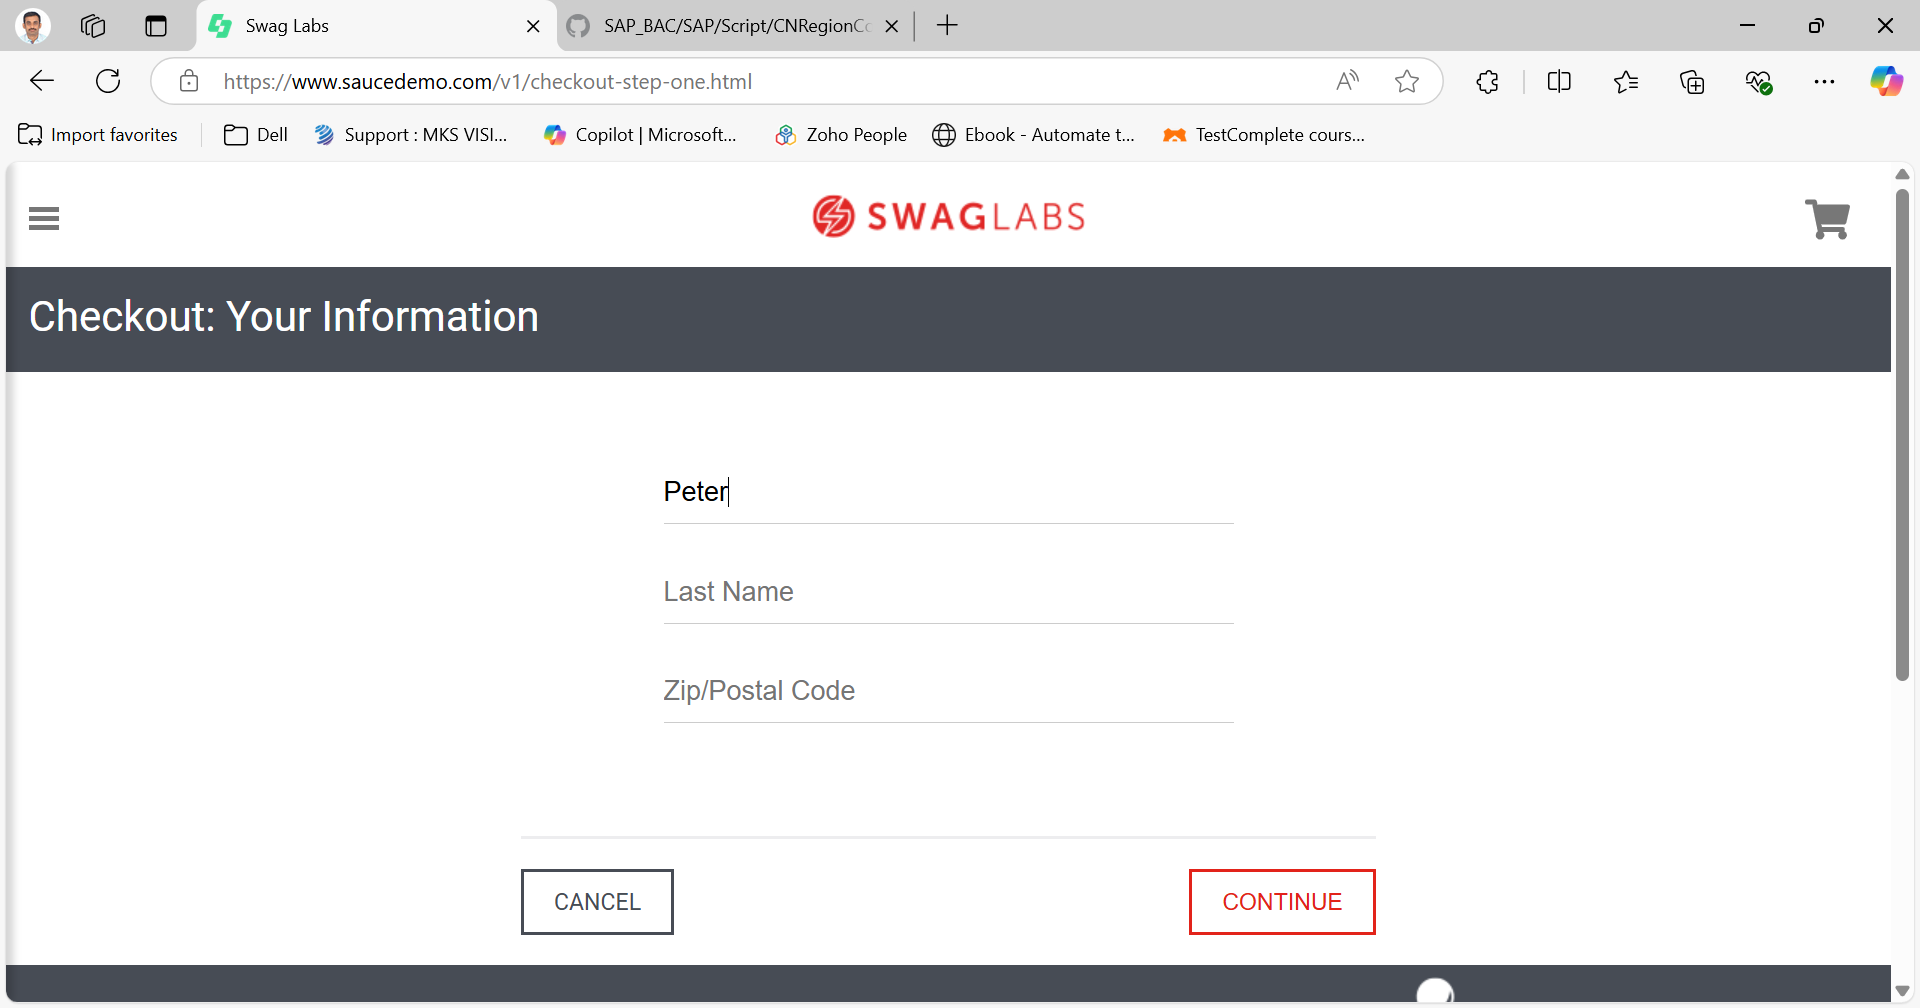 Swag Labs
SAP_BAC/SAP/Script/CNRegionCo
https://www.saucedemo.com/v1/checkout-step-one.html
Import favorites
Dell
Support : MKS VISI...
Copilot | Microsoft...
Zoho People
Ebook - Automate t...
TestComplete cours...
SWAGLABS
Checkout: Your Information
Peter
Last Name
Zip/Postal Code
CANCEL
CONTINUE